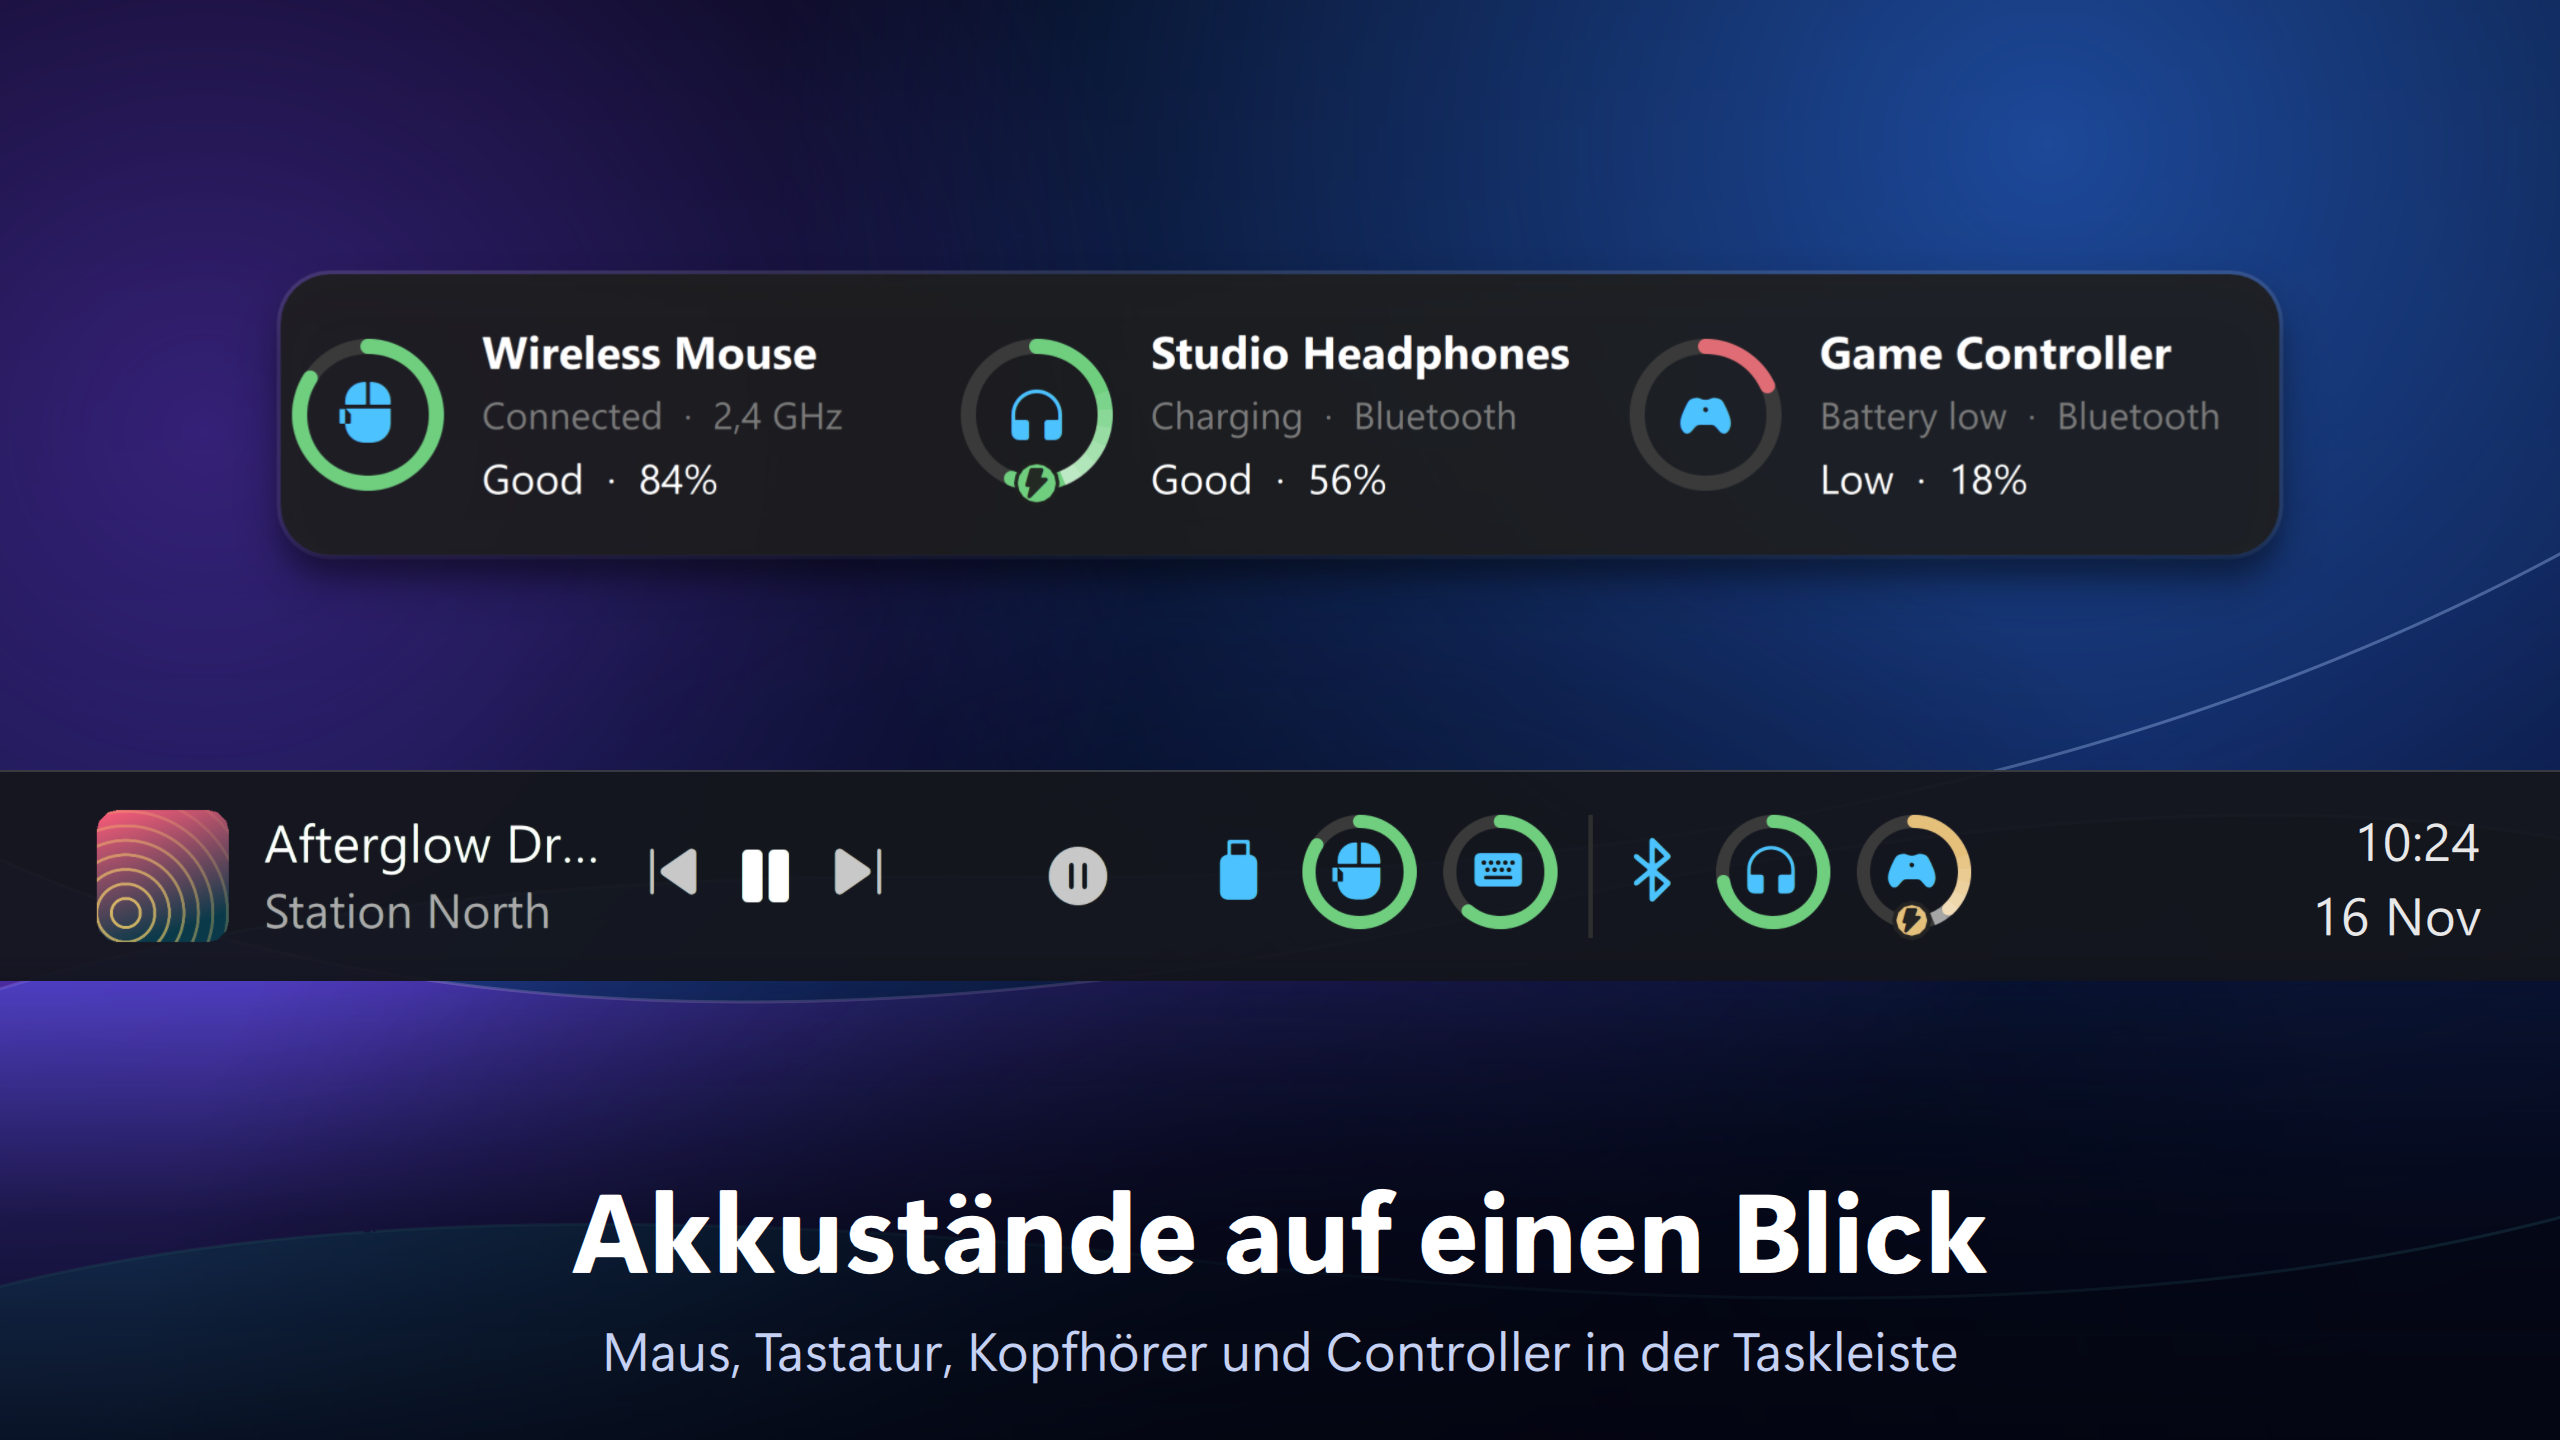 Wireless Mouse
Connected · 2,4 GHz
Good · 84%
Studio Headphones
Charging · Bluetooth
Good · 56%
Game Controller
Battery low · Bluetooth
Low · 18%
Afterglow Dr...
Station North
10:24
16 Nov
Akkustände auf einen Blick
Maus, Tastatur, Kopfhörer und Controller in der Taskleiste